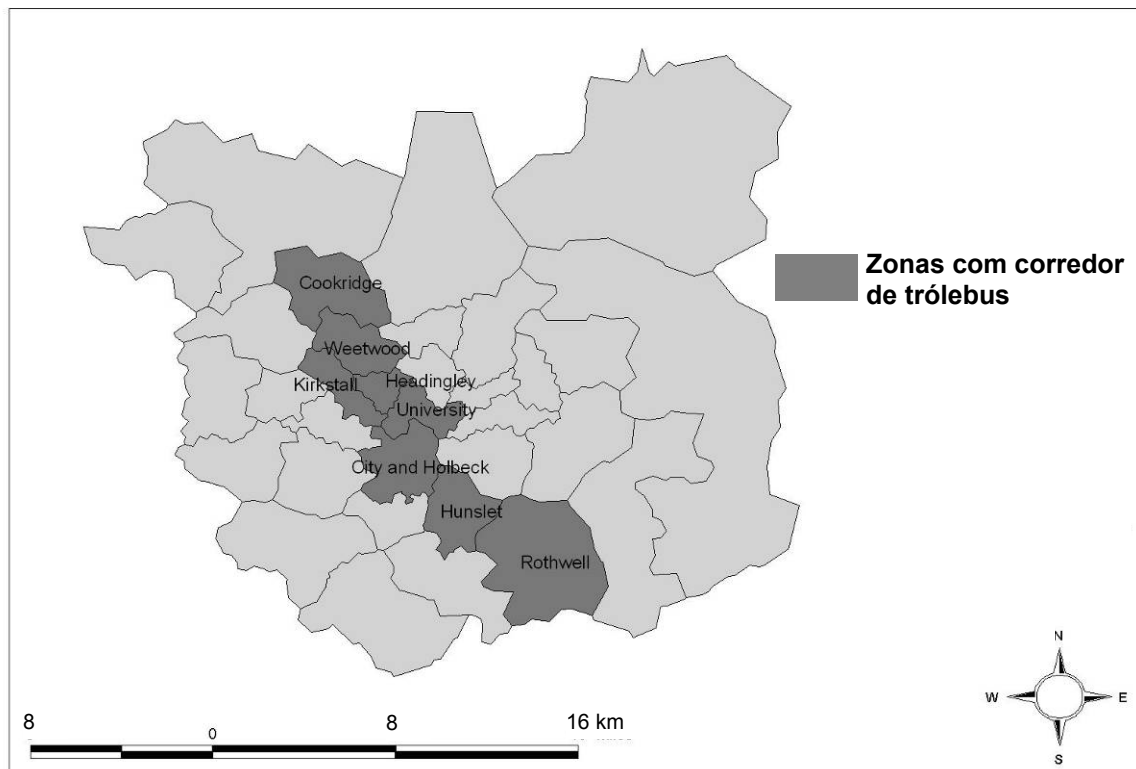 Cookridge
Weetwood
Kirkstall
Headingley
University
City and Holbeck
Hunslet
Rothwell
Zonas com corredor
de trólebus
N
W
E
S
8
0
8
16 km